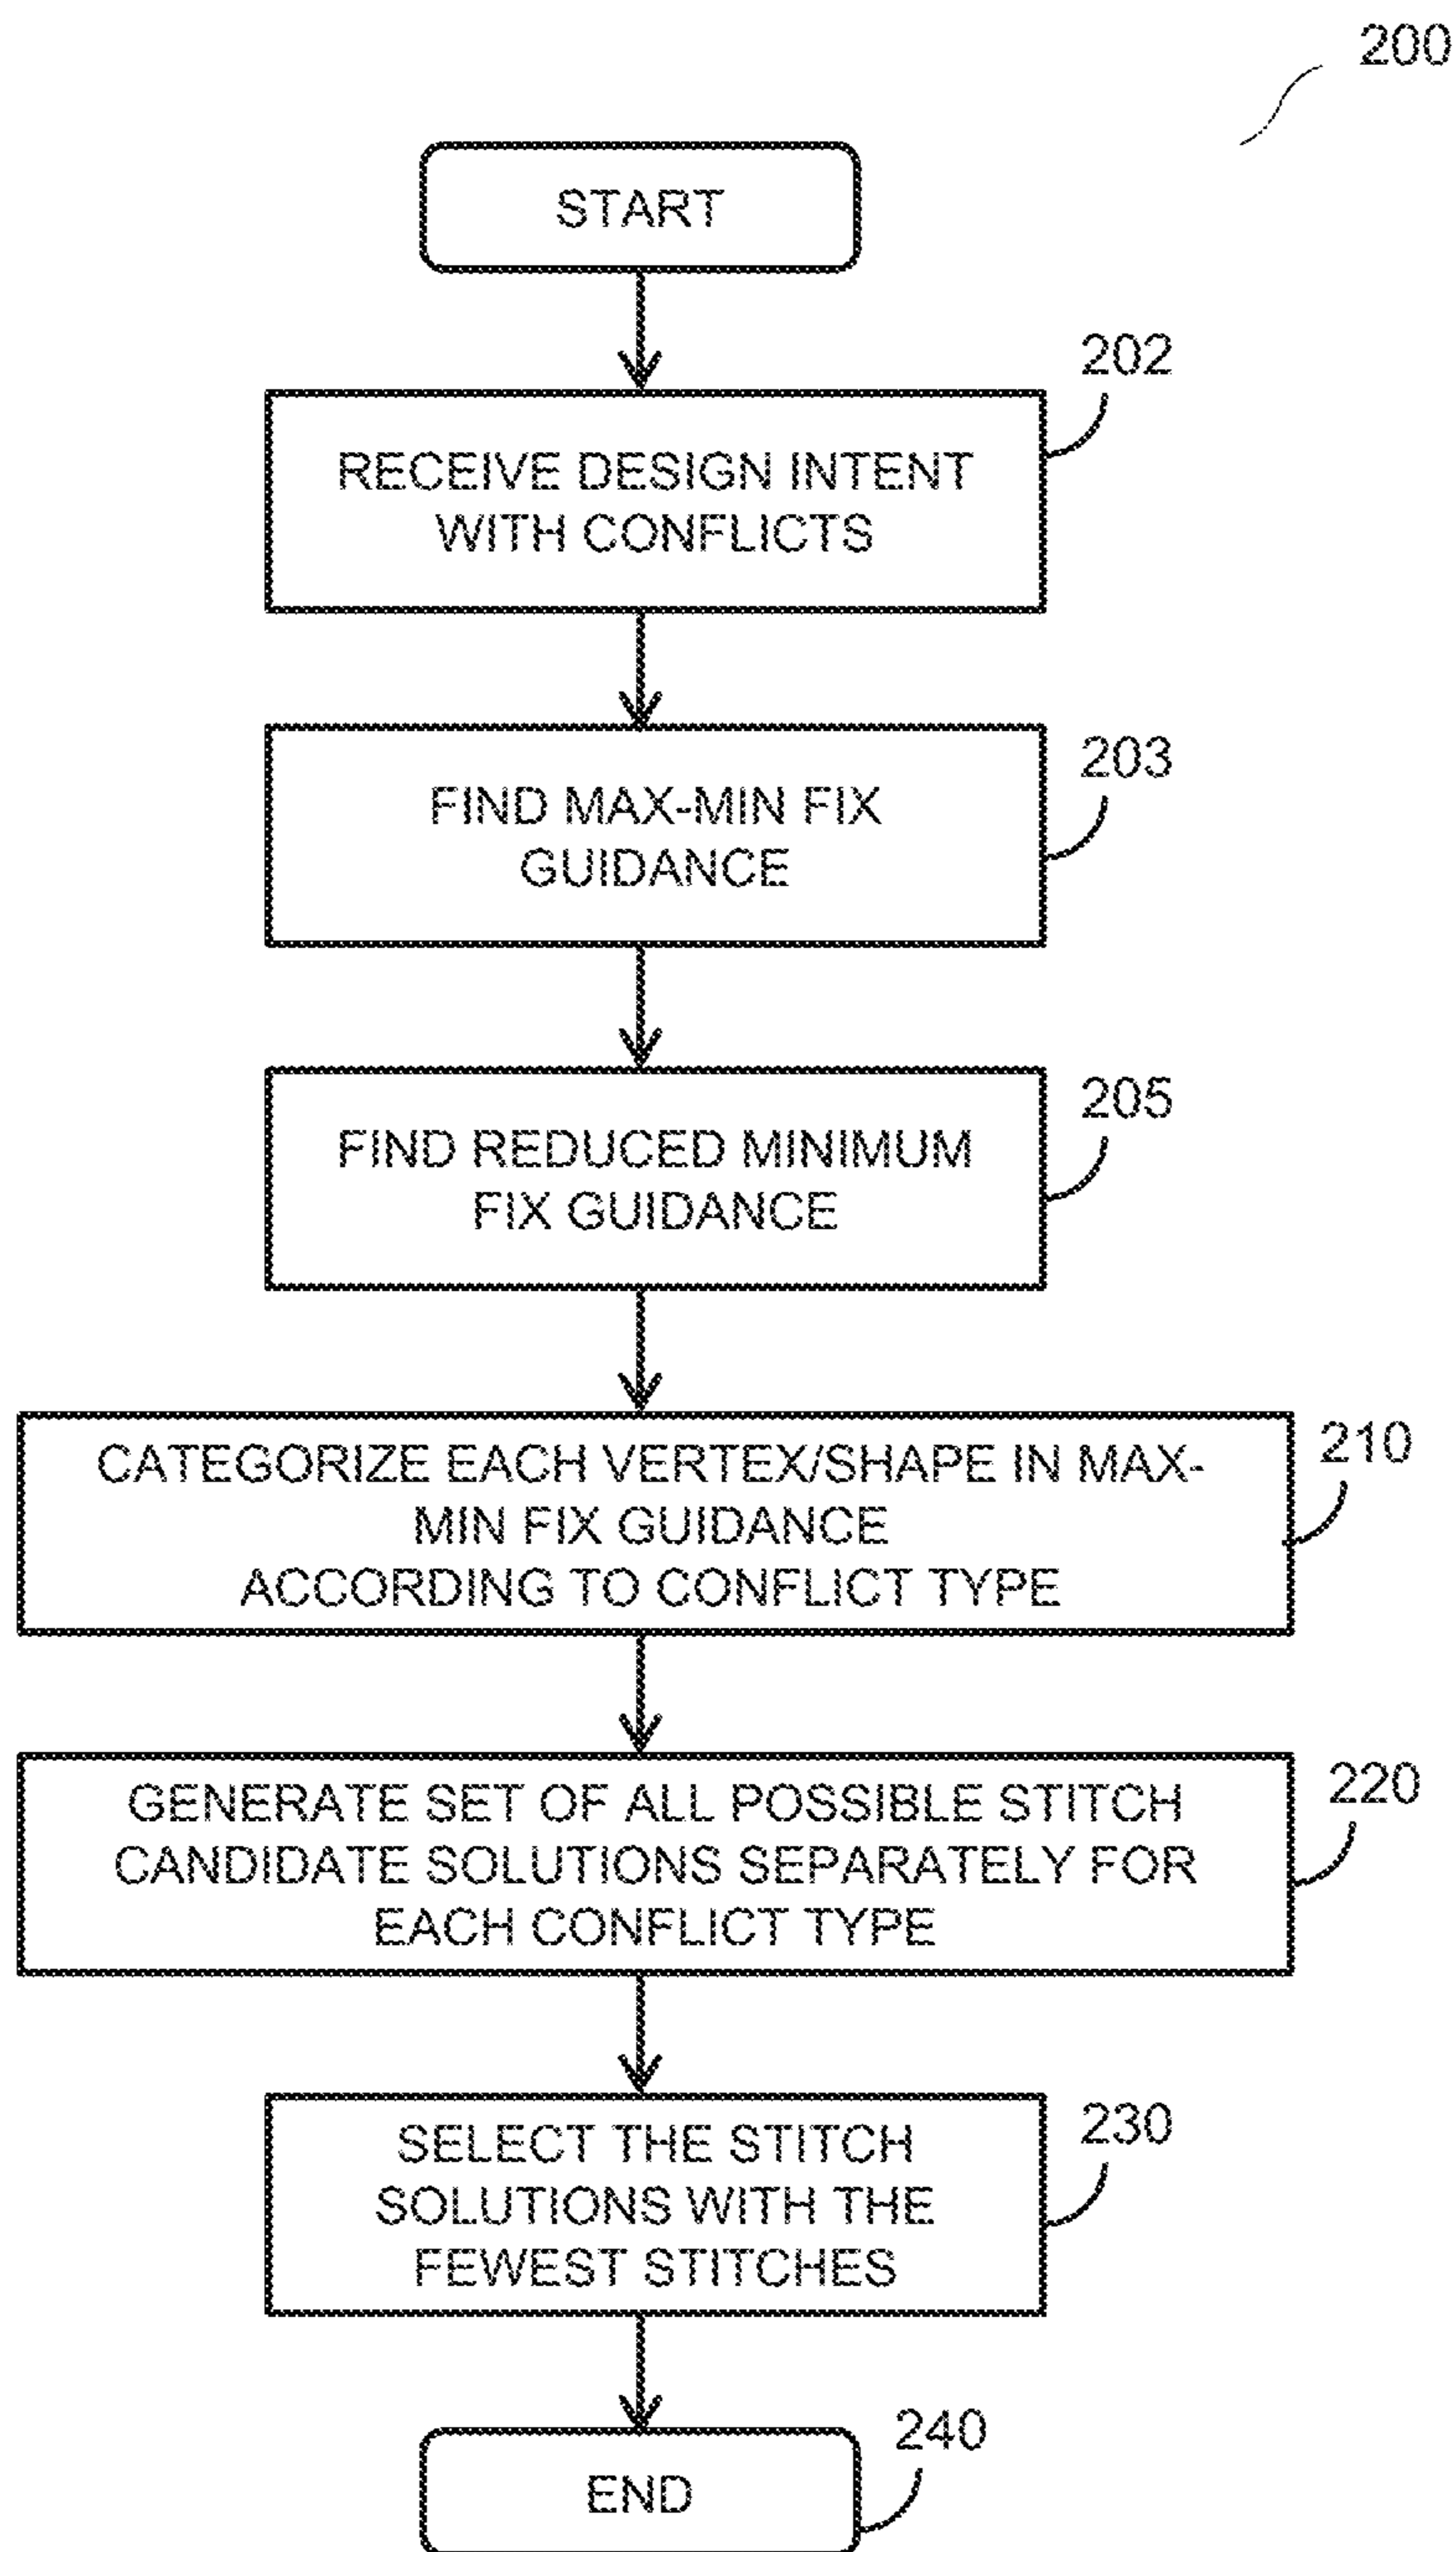 200
START
202
RECEIVE DESIGN INTENT
WITH CONFLICTS
203
FIND MAX-MIN FIX
GUIDANCE
205
FIND REDUCED MINIMUM
FIX GUIDANCE
210
CATEGORIZE EACH VERTEX/SHAPE IN MAX-
MIN FIX GUIDANCE
ACCORDING TO CONFLICT TYPE
220
GENERATE SET OF ALL POSSIBLE STITCH
CANDIDATE SOLUTIONS SEPARATELY FOR
EACH CONFLICT TYPE
230
SELECT THE STITCH
SOLUTIONS WITH THE
FEWEST STITCHES
240
END